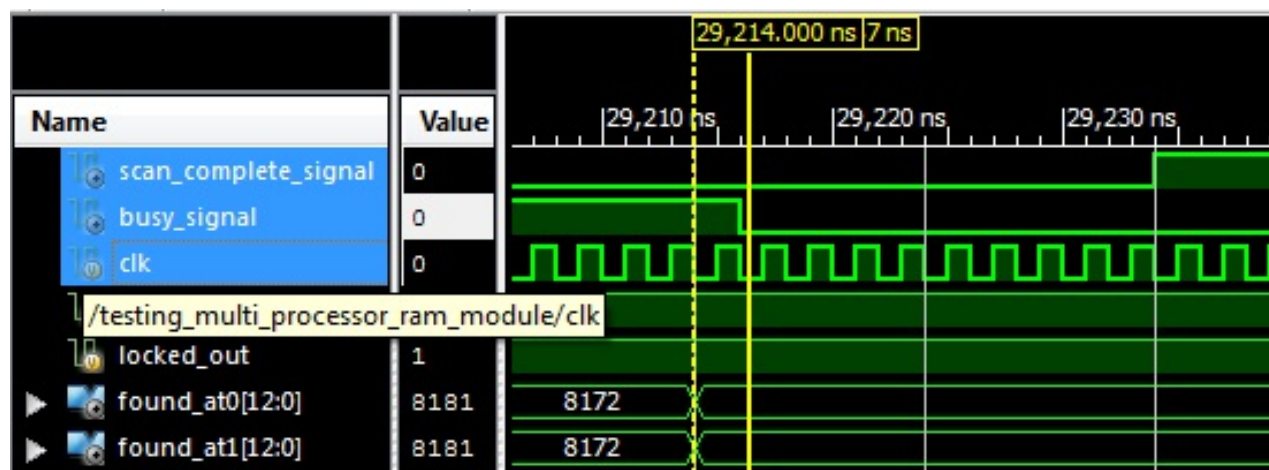 29,214.000 ns 7 ns
Name Value 29,210 ns 29,220 ns 29,230 ns
scan_complete_signal 0
busy_signal 0
clk 0
/testing_multi_processor_ram_module/clk
locked_out 1
found_at0[12:0] 8181 8172
found_at1[12:0] 8181 8172